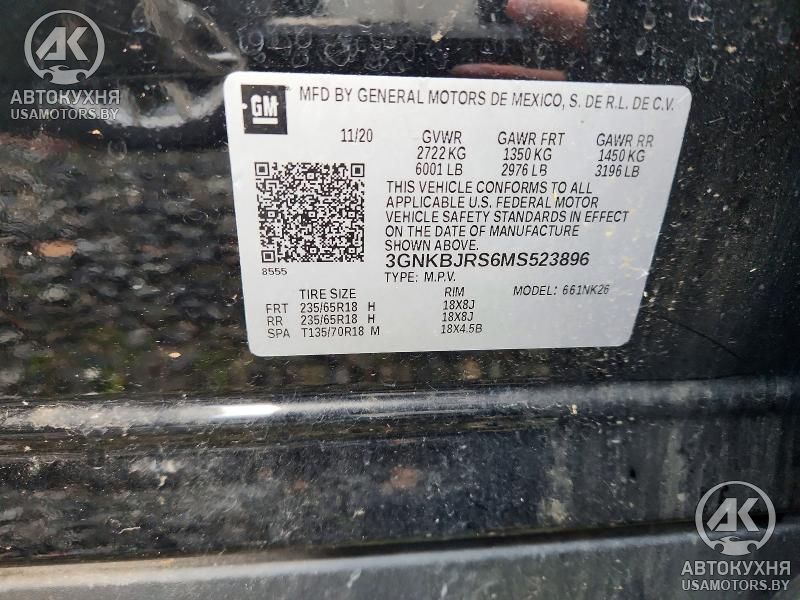 AK
АВТОКУХНЯ
USAMOTORS.BY
GM MFD BY GENERAL MOTORS DE MEXICO, S. DE R.L. DE C.V.
11/20 GVWR GAWR FRT GAWR RR
2722 KG 1350 KG 1450 KG
6001 LB 2976 LB 3196 LB
THIS VEHICLE CONFORMS TO ALL
APPLICABLE U.S. FEDERAL MOTOR
VEHICLE SAFETY STANDARDS IN EFFECT
ON THE DATE OF MANUFACTURE
SHOWN ABOVE.
8555 3GNKBJRS6MS523896
TYPE: M.P.V. MODEL: 661NK26
TIRE SIZE RIM
FRT 235/65R18 H 18X8J
RR 235/65R18 H 18X8J
SPA T135/70R18 M 18X4.5B
AK
АВТОКУХНЯ
USAMOTORS.BY